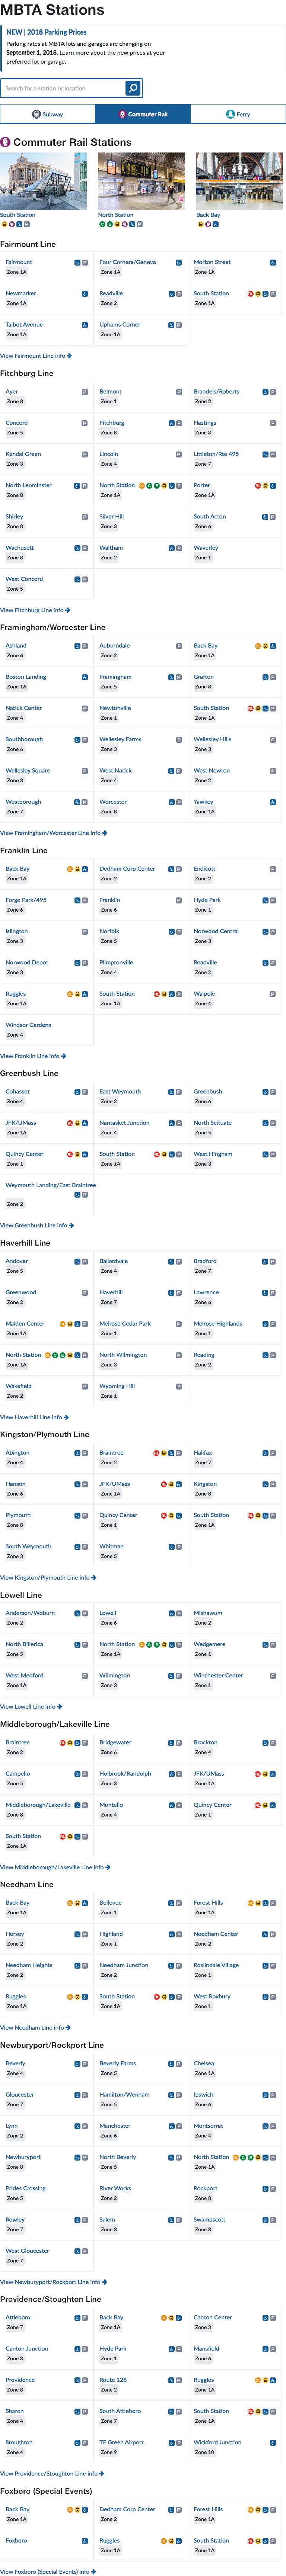 MBTA Stations
NEW | 2018 Parking Prices
Parking rates at MBTA lots and garages are changing on
September 1, 2018. Learn more about the new prices at your
preferred lot or garage.
Search for a station or location
Subway Commuter Rail Ferry
Commuter Rail Stations
South Station North Station Back Bay
Fairmount Line
Fairmount Four Corners/Geneva Morton Street
Zone 1A Zone 1A Zone 1A
Newmarket Readville South Station
Zone 1A Zone 2 Zone 1A
Talbot Avenue Uphams Corner
Zone 1A Zone 1A
View Fairmount Line info
Fitchburg Line
Ayer Belmont Brandeis/Roberts
Zone 8 Zone 1 Zone 2
Concord Fitchburg Hastings
Zone 5 Zone 8 Zone 3
Kendal Green Lincoln Littleton/Rte 495
Zone 3 Zone 4 Zone 7
North Leominster North Station Porter
Zone 8 Zone 1A Zone 1A
Shirley Silver Hill South Acton
Zone 8 Zone 3 Zone 6
Wachusett Waltham Waverley
Zone 8 Zone 2 Zone 1
West Concord
Zone 5
View Fitchburg Line info
Framingham/Worcester Line
Ashland Auburndale Back Bay
Zone 6 Zone 2 Zone 1A
Boston Landing Framingham Grafton
Zone 1A Zone 5 Zone 8
Natick Center Newtonville South Station
Zone 4 Zone 1 Zone 1A
Southborough Wellesley Farms Wellesley Hills
Zone 6 Zone 3 Zone 3
Wellesley Square West Natick West Newton
Zone 3 Zone 4 Zone 2
Westborough Worcester Yawkey
Zone 7 Zone 8 Zone 1A
View Framingham/Worcester Line info
Franklin Line
Back Bay Dedham Corp Center Endicott
Zone 1A Zone 2 Zone 2
Forge Park/495 Franklin Hyde Park
Zone 6 Zone 6 Zone 1
Islington Norfolk Norwood Central
Zone 3 Zone 5 Zone 3
Norwood Depot Plimptonville Readville
Zone 3 Zone 4 Zone 2
Ruggles South Station Walpole
Zone 1A Zone 1A Zone 4
Windsor Gardens
Zone 4
View Franklin Line info
Greenbush Line
Cohasset East Weymouth Greenbush
Zone 4 Zone 2 Zone 6
JFK/UMass Nantasket Junction North Scituate
Zone 1A Zone 4 Zone 5
Quincy Center South Station West Hingham
Zone 1 Zone 1A Zone 3
Weymouth Landing/East Braintree
Zone 2
View Greenbush Line info
Haverhill Line
Andover Ballardvale Bradford
Zone 5 Zone 4 Zone 7
Greenwood Haverhill Lawrence
Zone 2 Zone 7 Zone 6
Malden Center Melrose Cedar Park Melrose Highlands
Zone 1A Zone 1 Zone 1
North Station North Wilmington Reading
Zone 1A Zone 3 Zone 2
Wakefield Wyoming Hill
Zone 2 Zone 1
View Haverhill Line info
Kingston/Plymouth Line
Abington Braintree Halifax
Zone 4 Zone 2 Zone 7
Hanson JFK/UMass Kingston
Zone 6 Zone 1A Zone 8
Plymouth Quincy Center South Station
Zone 8 Zone 1 Zone 1A
South Weymouth Whitman
Zone 3 Zone 5
View Kingston/Plymouth Line info
Lowell Line
Anderson/Woburn Lowell Mishawum
Zone 2 Zone 6 Zone 2
North Billerica North Station Wedgemere
Zone 5 Zone 1A Zone 1
West Medford Wilmington Winchester Center
Zone 1A Zone 3 Zone 1
View Lowell Line info
Middleborough/Lakeville Line
Braintree Bridgewater Brockton
Zone 2 Zone 6 Zone 4
Campello Holbrook/Randolph JFK/UMass
Zone 5 Zone 3 Zone 1A
Middleborough/Lakeville Montello Quincy Center
Zone 8 Zone 4 Zone 1
South Station
Zone 1A
View Middleborough/Lakeville Line info
Needham Line
Back Bay Bellevue Forest Hills
Zone 1A Zone 1 Zone 1A
Hersey Highland Needham Center
Zone 2 Zone 1 Zone 2
Needham Heights Needham Junction Roslindale Village
Zone 2 Zone 2 Zone 1
Ruggles South Station West Roxbury
Zone 1A Zone 1A Zone 1
View Needham Line info
Newburyport/Rockport Line
Beverly Beverly Farms Chelsea
Zone 4 Zone 5 Zone 1A
Gloucester Hamilton/Wenham Ipswich
Zone 7 Zone 5 Zone 6
Lynn Manchester Montserrat
Zone 2 Zone 6 Zone 4
Newburyport North Beverly North Station
Zone 8 Zone 5 Zone 1A
Prides Crossing River Works Rockport
Zone 5 Zone 2 Zone 8
Rowley Salem Swampscott
Zone 7 Zone 3 Zone 3
West Gloucester
Zone 7
View Newburyport/Rockport Line info
Providence/Stoughton Line
Attleboro Back Bay Canton Center
Zone 7 Zone 1A Zone 3
Canton Junction Hyde Park Mansfield
Zone 3 Zone 1 Zone 6
Providence Route 128 Ruggles
Zone 8 Zone 2 Zone 1A
Sharon South Attleboro South Station
Zone 4 Zone 7 Zone 1A
Stoughton TF Green Airport Wickford Junction
Zone 4 Zone 9 Zone 10
View Providence/Stoughton Line info
Foxboro (Special Events)
Back Bay Dedham Corp Center Forest Hills
Zone 1A Zone 2 Zone 1A
Foxboro Ruggles South Station
Zone 1A Zone 1A
View Foxboro (Special Events) info